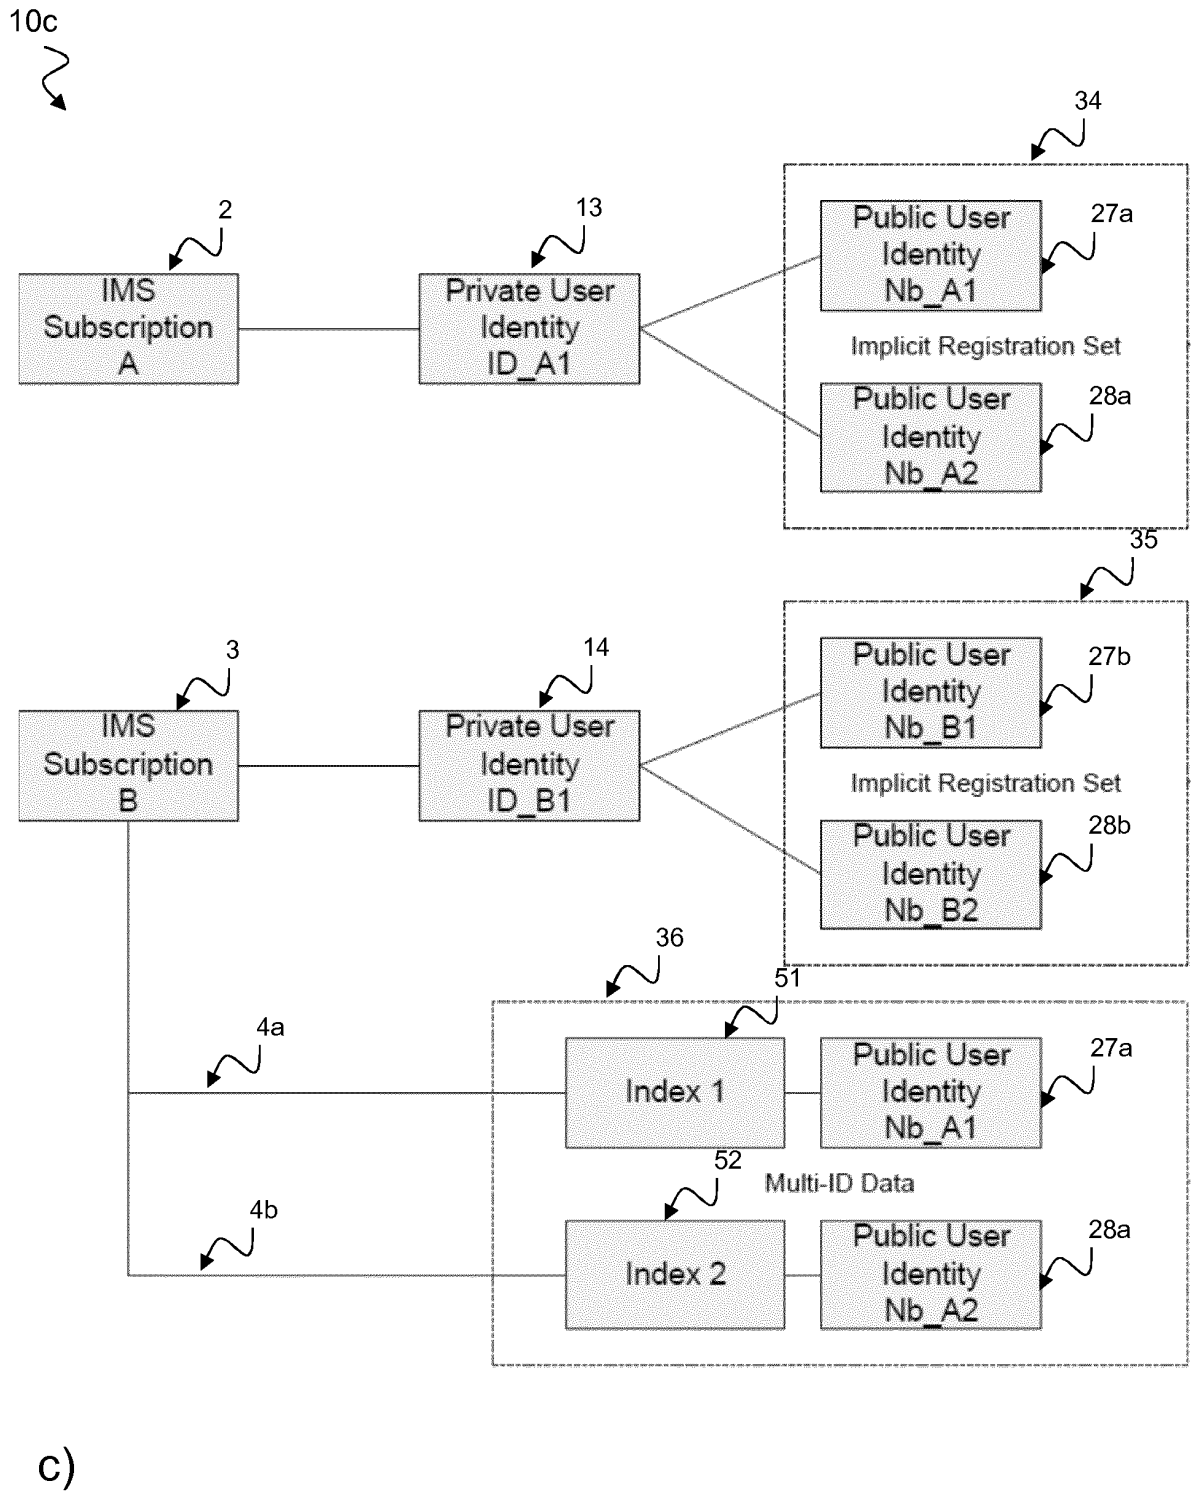 10c
34
2
13
27a
IMS
Subscription
A
Private User
Identity
ID_A1
Public User
Identity
Nb_A1
Implicit Registration Set
28a
Public User
Identity
Nb_A2
35
3
14
27b
IMS
Subscription
B
Private User
Identity
ID_B1
Public User
Identity
Nb_B1
Implicit Registration Set
28b
Public User
Identity
Nb_B2
36
51
4a
27a
Index 1
Public User
Identity
Nb_A1
52
Multi-ID Data
4b
28a
Index 2
Public User
Identity
Nb_A2
c)